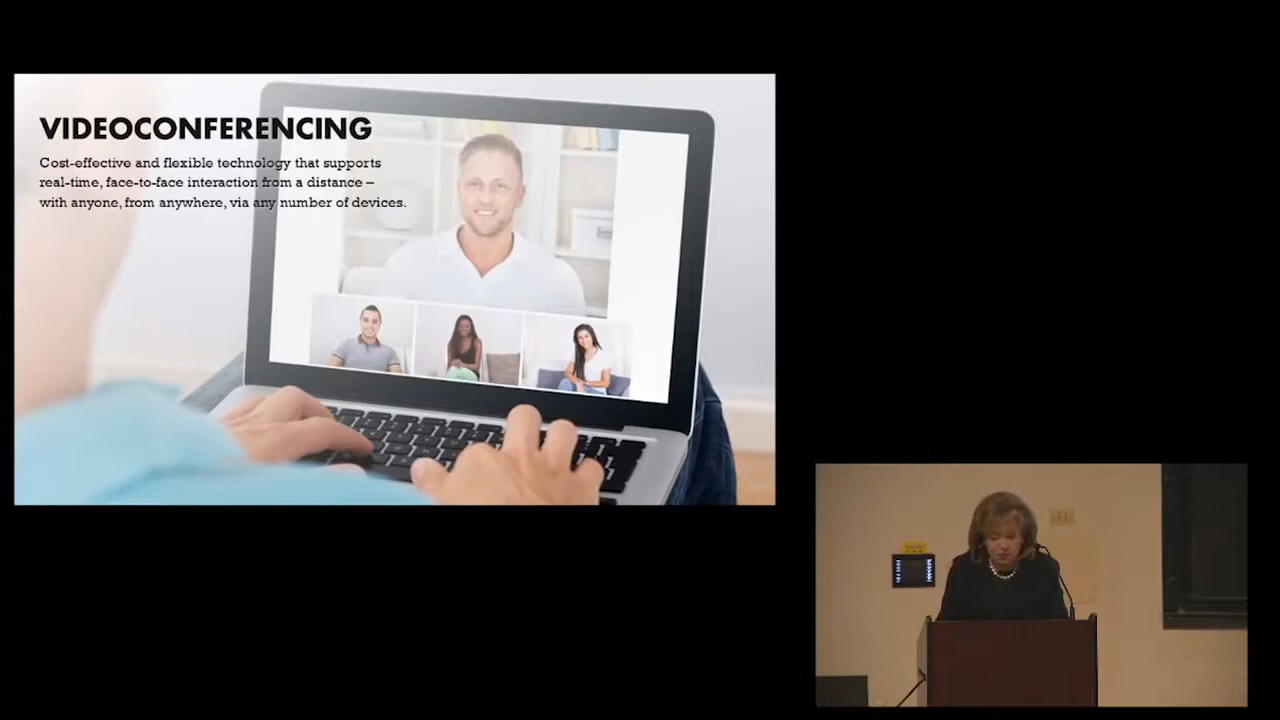 VIDEOCONFERENCING
Cost-effective and flexible technology that supports
real-time, face-to-face interaction from a distance –
with anyone, from anywhere, via any number of devices.